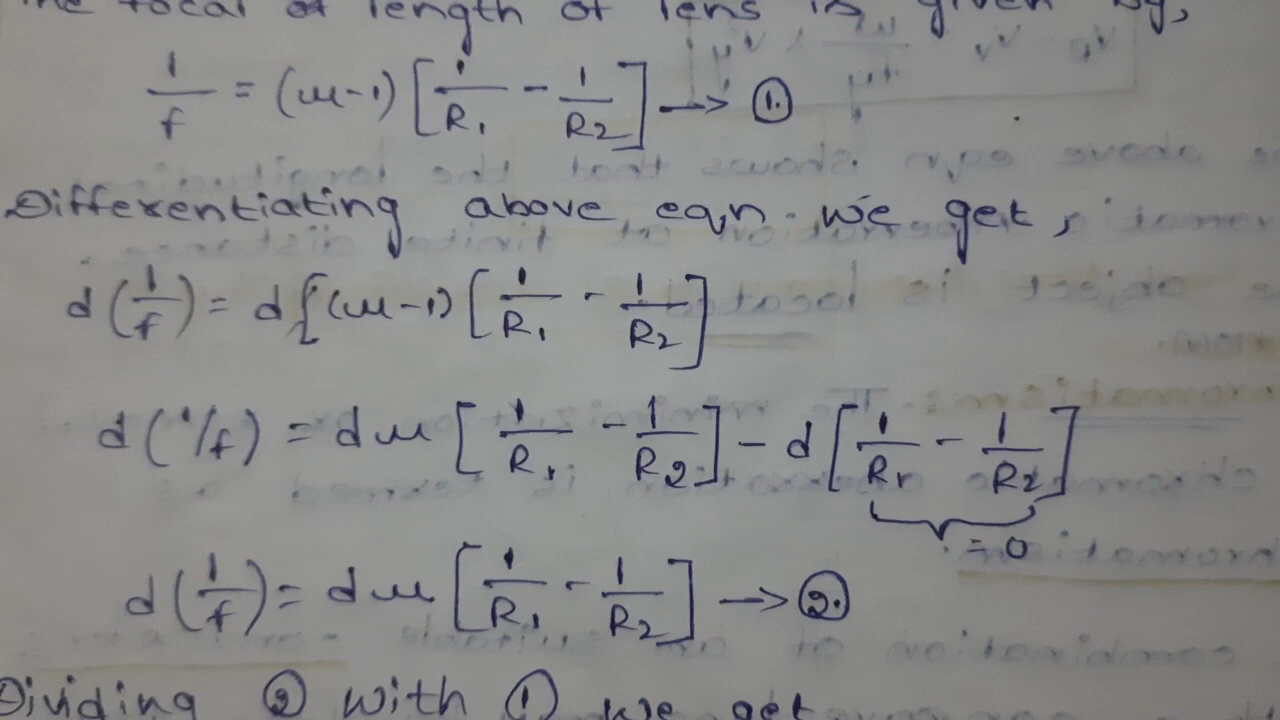 the focal of length of lens is given by,
1/f = (μ-1) [1/R₁ - 1/R₂] → ①.
Differentiating above eqn. we get,
d(1/f) = d{(μ-1) [1/R₁ - 1/R₂]
d(1/f) = dμ [1/R₁ - 1/R₂] - d[1/R₁ - 1/R₂]
= 0
d(1/f) = dμ [1/R₁ - 1/R₂] → ②.
Dividing ② with ① we get